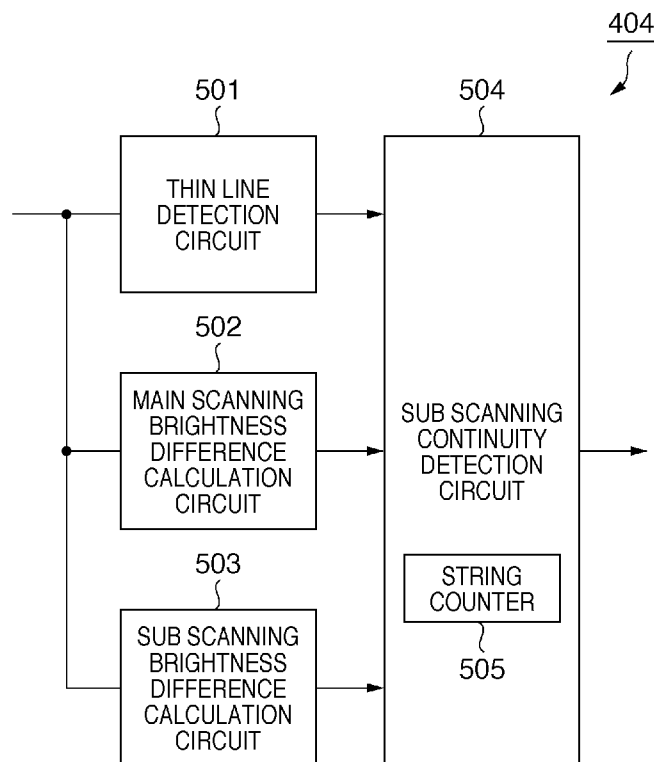 404
501
504
THIN LINE
DETECTION
CIRCUIT
502
MAIN SCANNING
BRIGHTNESS
DIFFERENCE
CALCULATION
CIRCUIT
SUB SCANNING
CONTINUITY
DETECTION
CIRCUIT
503
SUB SCANNING
BRIGHTNESS
DIFFERENCE
CALCULATION
CIRCUIT
STRING
COUNTER
505